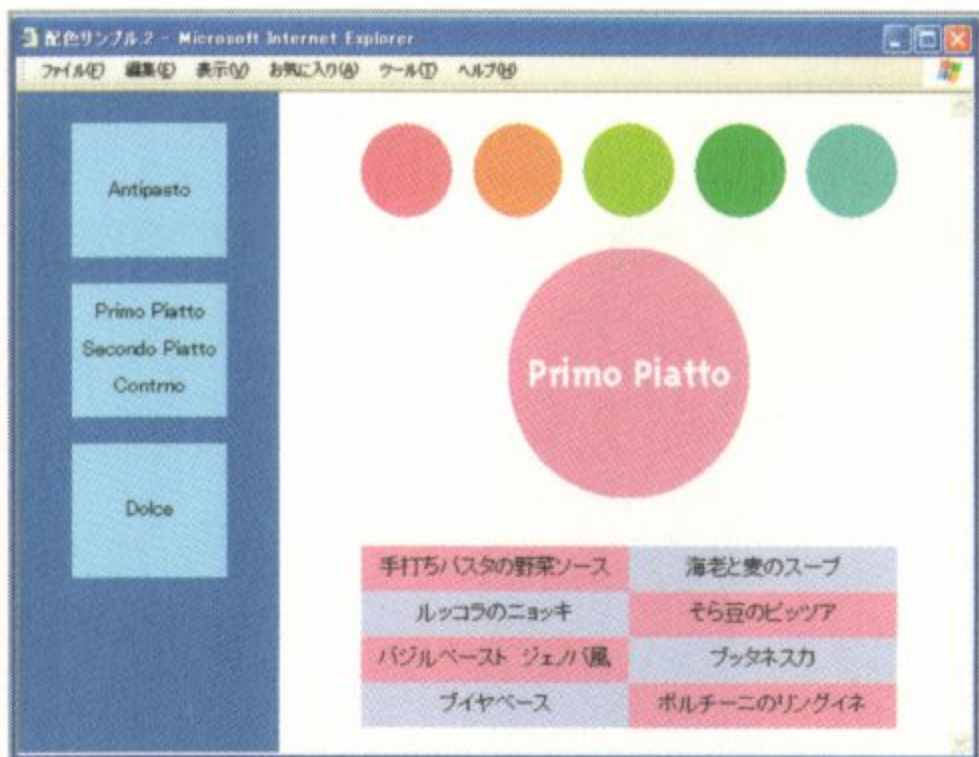 配色サンプル2 - Microsoft Internet Explorer
ファイル(F) 編集(E) 表示(V) お気に入り(A) ツール(T) ヘルプ(H)
Antipasto
Primo Piatto
Secondo Piatto
Contrno
Dolce
Primo Piatto
手打ちパスタの野菜ソース
海老と麦のスープ
ルッコラのニョッキ
そら豆のピッツア
バジルペースト ジェノバ風
プッタネスカ
ブイヤベース
ポルチーニのリングイネ